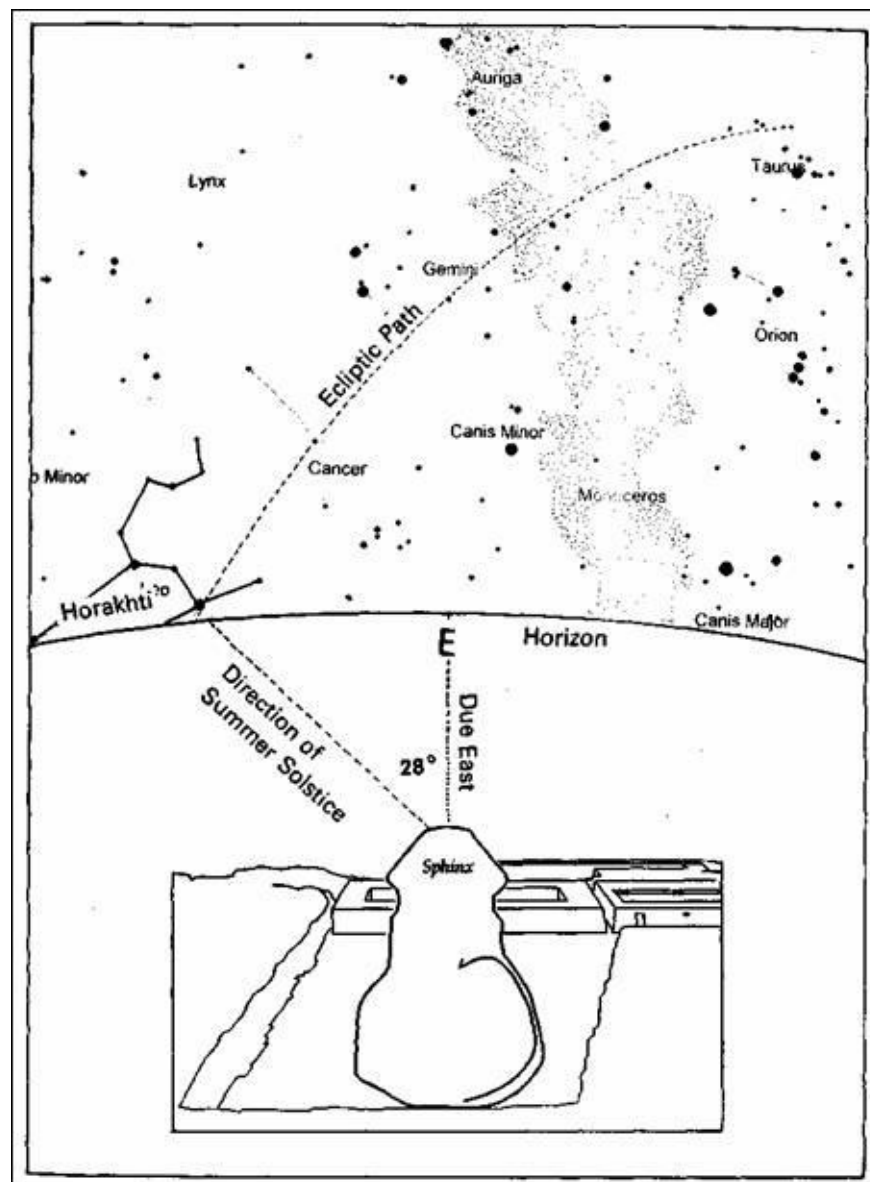 Auriga
Taurus
Lynx
Gemini
Orion
Ecliptic Path
Canis Minor
Cancer
o Minor
Monoceros
Horakhti
Canis Major
E
Horizon
Direction of
Summer Solstice
28°
Due East
Sphinx